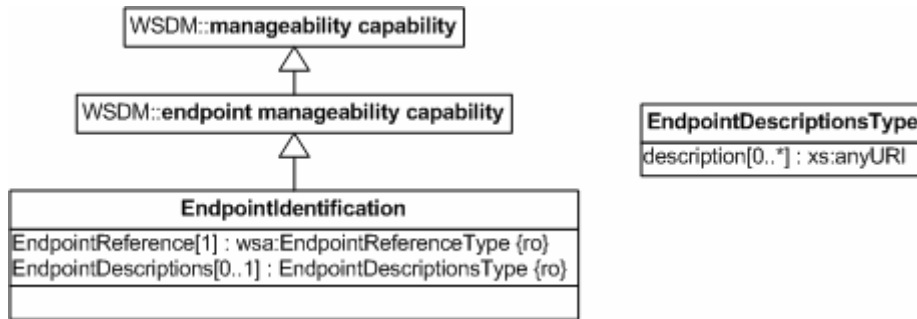 WSDM::manageability capability
WSDM::endpoint manageability capability
EndpointDescriptionsType
description[0..*] : xs:anyURI
EndpointIdentification
EndpointReference[1] : wsa:EndpointReferenceType {ro}
EndpointDescriptions[0..1] : EndpointDescriptionsType {ro}